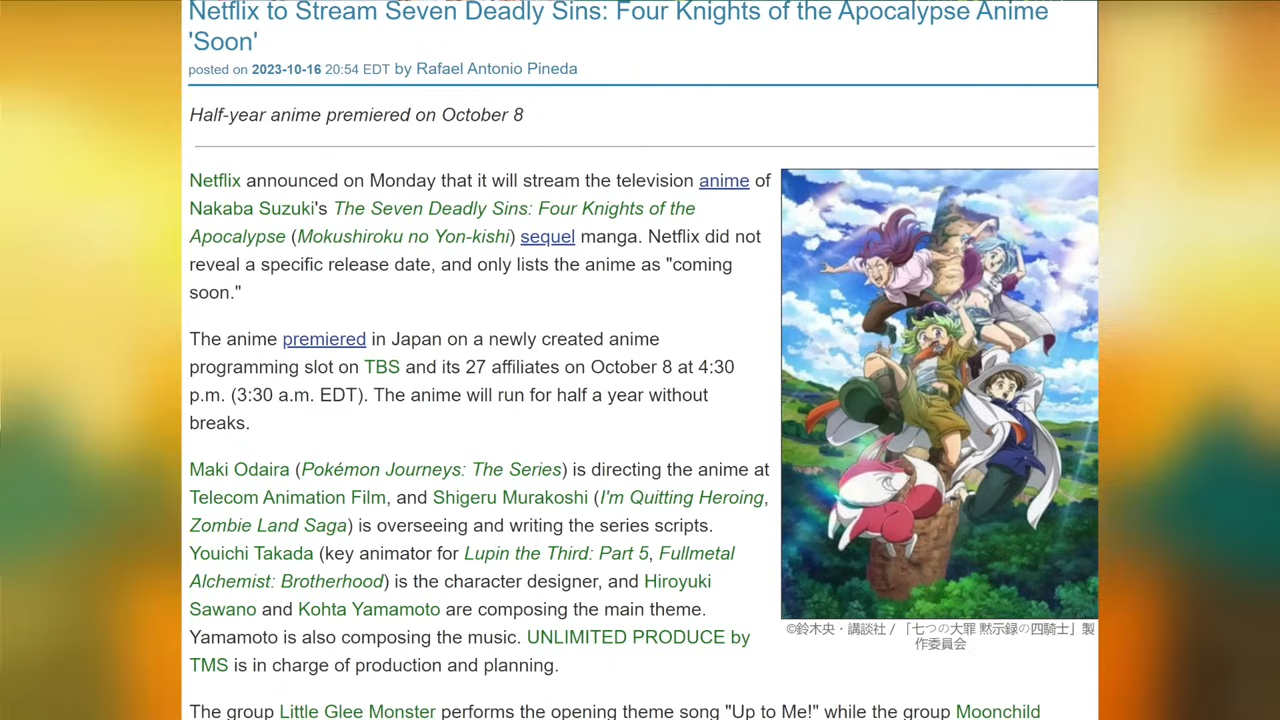 Netflix to Stream Seven Deadly Sins: Four Knights of the Apocalypse Anime
'Soon'
posted on 2023-10-16 20:54 EDT by Rafael Antonio Pineda
Half-year anime premiered on October 8
Netflix announced on Monday that it will stream the television anime of
Nakaba Suzuki's The Seven Deadly Sins: Four Knights of the
Apocalypse (Mokushiroku no Yon-kishi) sequel manga. Netflix did not
reveal a specific release date, and only lists the anime as "coming
soon."
The anime premiered in Japan on a newly created anime
programming slot on TBS and its 27 affiliates on October 8 at 4:30
p.m. (3:30 a.m. EDT). The anime will run for half a year without
breaks.
Maki Odaira (Pokémon Journeys: The Series) is directing the anime at
Telecom Animation Film, and Shigeru Murakoshi (I'm Quitting Heroing,
Zombie Land Saga) is overseeing and writing the series scripts.
Youichi Takada (key animator for Lupin the Third: Part 5, Fullmetal
Alchemist: Brotherhood) is the character designer, and Hiroyuki
Sawano and Kohta Yamamoto are composing the main theme.
Yamamoto is also composing the music. UNLIMITED PRODUCE by
TMS is in charge of production and planning.
©鈴木央・講談社 / 「七つの大罪 黙示録の四騎士」製
作委員会
The group Little Glee Monster performs the opening theme song "Up to Me!" while the group Moonchild